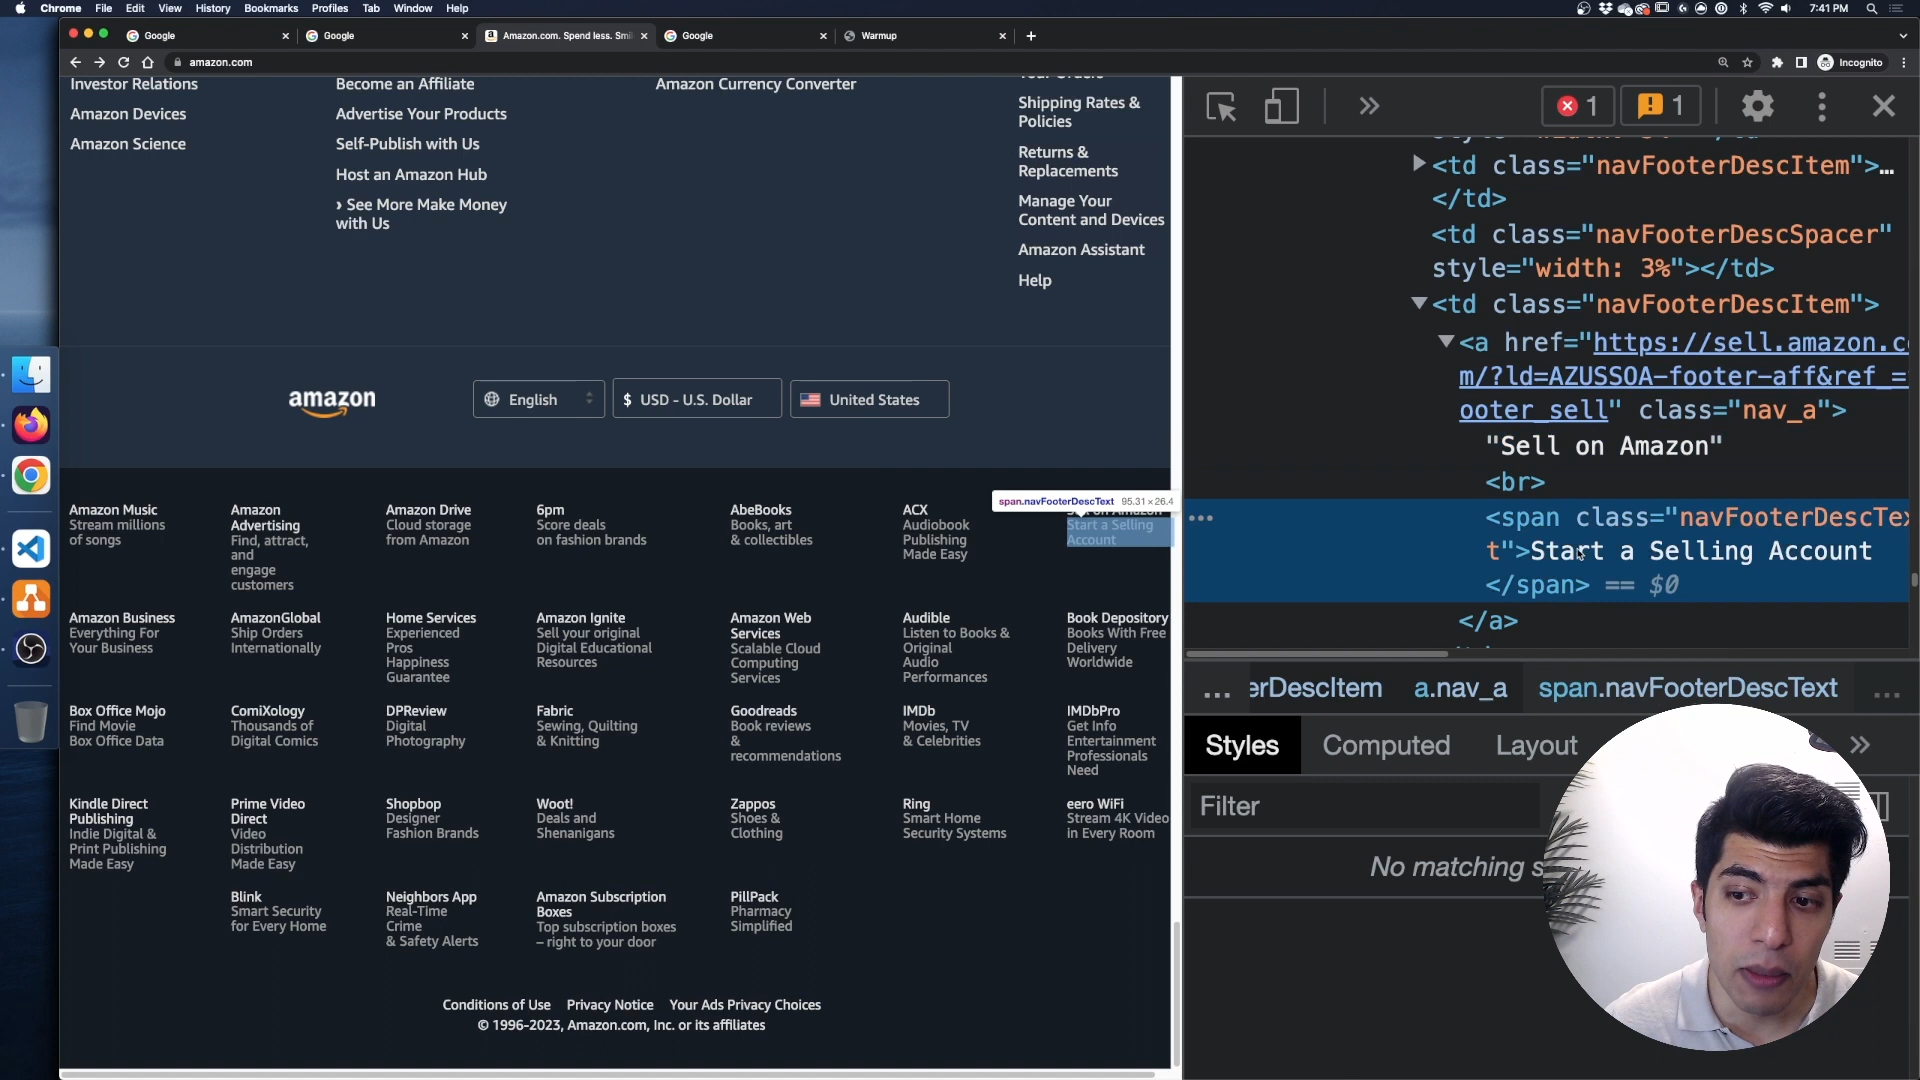 Chrome File Edit View History Bookmarks Profiles Tab Window Help
7:41 PM
Google
Google
Amazon.com. Spend less. Smi
Google
Warmup
amazon.com
Incognito
Investor Relations
Amazon Devices
Amazon Science
Become an Affiliate
Advertise Your Products
Self-Publish with Us
Host an Amazon Hub
› See More Make Money
with Us
Amazon Currency Converter
Your Orders
Shipping Rates &
Policies
Returns &
Replacements
Manage Your
Content and Devices
Amazon Assistant
Help
amazon
English
$ USD - U.S. Dollar
United States
Amazon Music
Stream millions
of songs
Amazon
Advertising
Find, attract,
and
engage
customers
Amazon Drive
Cloud storage
from Amazon
6pm
Score deals
on fashion brands
AbeBooks
Books, art
& collectibles
ACX
Audiobook
Publishing
Made Easy
span.navFooterDescText 95.31×26.4
Sell on Amazon
Start a Selling
Account
Amazon Business
Everything For
Your Business
AmazonGlobal
Ship Orders
Internationally
Home Services
Experienced
Pros
Happiness
Guarantee
Amazon Ignite
Sell your original
Digital Educational
Resources
Amazon Web
Services
Scalable Cloud
Computing
Services
Audible
Listen to Books &
Original
Audio
Performances
Book Depository
Books With Free
Delivery
Worldwide
Box Office Mojo
Find Movie
Box Office Data
ComiXology
Thousands of
Digital Comics
DPReview
Digital
Photography
Fabric
Sewing, Quilting
& Knitting
Goodreads
Book reviews
&
recommendations
IMDb
Movies, TV
& Celebrities
IMDbPro
Get Info
Entertainment
Professionals
Need
Kindle Direct
Publishing
Indie Digital &
Print Publishing
Made Easy
Prime Video
Direct
Video
Distribution
Made Easy
Shopbop
Designer
Fashion Brands
Woot!
Deals and
Shenanigans
Zappos
Shoes &
Clothing
Ring
Smart Home
Security Systems
eero WiFi
Stream 4K Video
in Every Room
Blink
Smart Security
for Every Home
Neighbors App
Real-Time
Crime
& Safety Alerts
Amazon Subscription
Boxes
Top subscription boxes
– right to your door
PillPack
Pharmacy
Simplified
Conditions of Use Privacy Notice Your Ads Privacy Choices
© 1996-2023, Amazon.com, Inc. or its affiliates
1
1
<td class="navFooterDescItem">…
</td>
<td class="navFooterDescSpacer"
style="width: 3%"></td>
<td class="navFooterDescItem">
<a href="https://sell.amazon.co
m/?ld=AZUSSOA-footer-aff&ref_=
ooter_sell" class="nav_a">
"Sell on Amazon"
<br>
<span class="navFooterDescTex
t">Start a Selling Account
</span> == $0
</a>
… erDescItem a.nav_a span.navFooterDescText …
Styles Computed Layout
Filter
No matching s